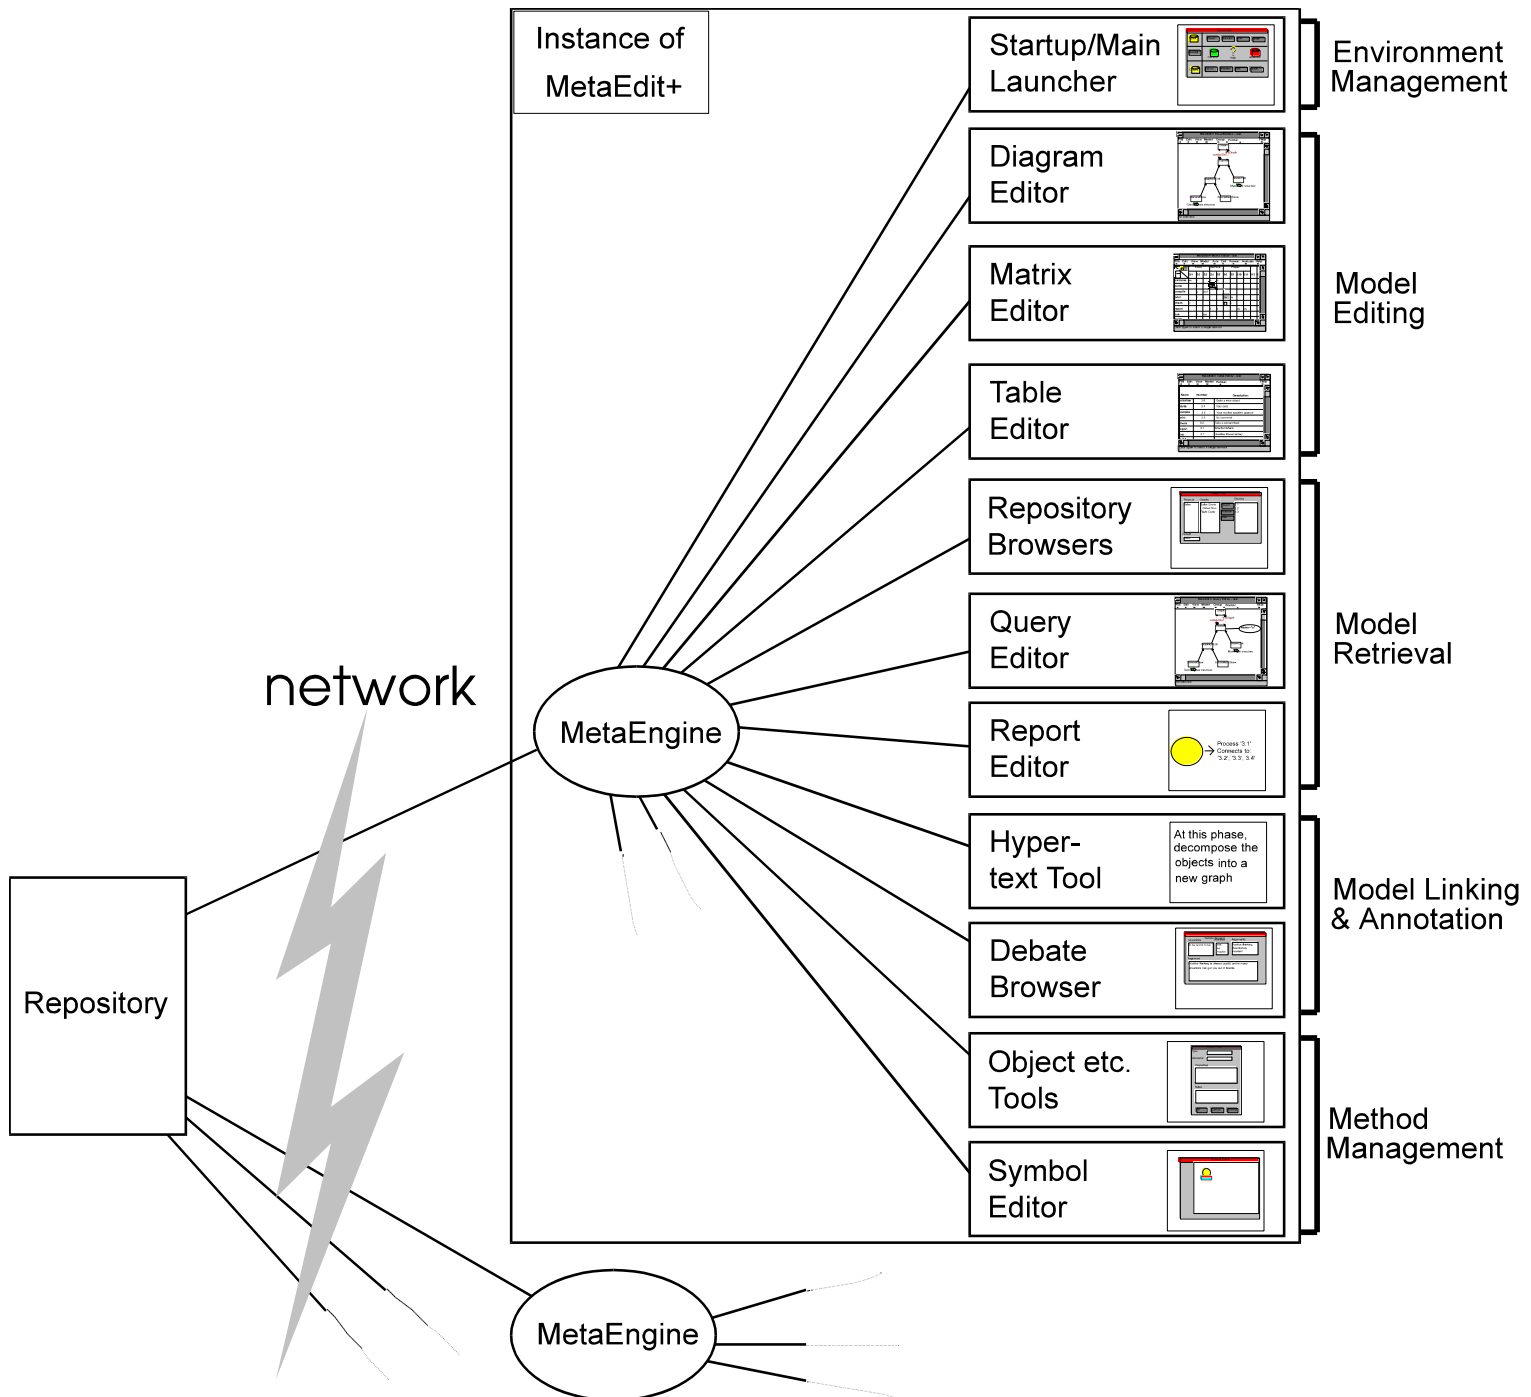 Instance of
MetaEdit+
Startup/Main
Launcher
Environment
Management
Diagram
Editor
Matrix
Editor
Table
Editor
Model
Editing
Repository
Browsers
Query
Editor
Report
Editor
Process '3.1'
Connects to:
'3.2', '3.3', 3.4'
Model
Retrieval
Hyper-
text Tool
At this phase,
decompose the
objects into a
new graph
Debate
Browser
Model Linking
& Annotation
Object etc.
Tools
Symbol
Editor
Method
Management
network
MetaEngine
Repository
MetaEngine